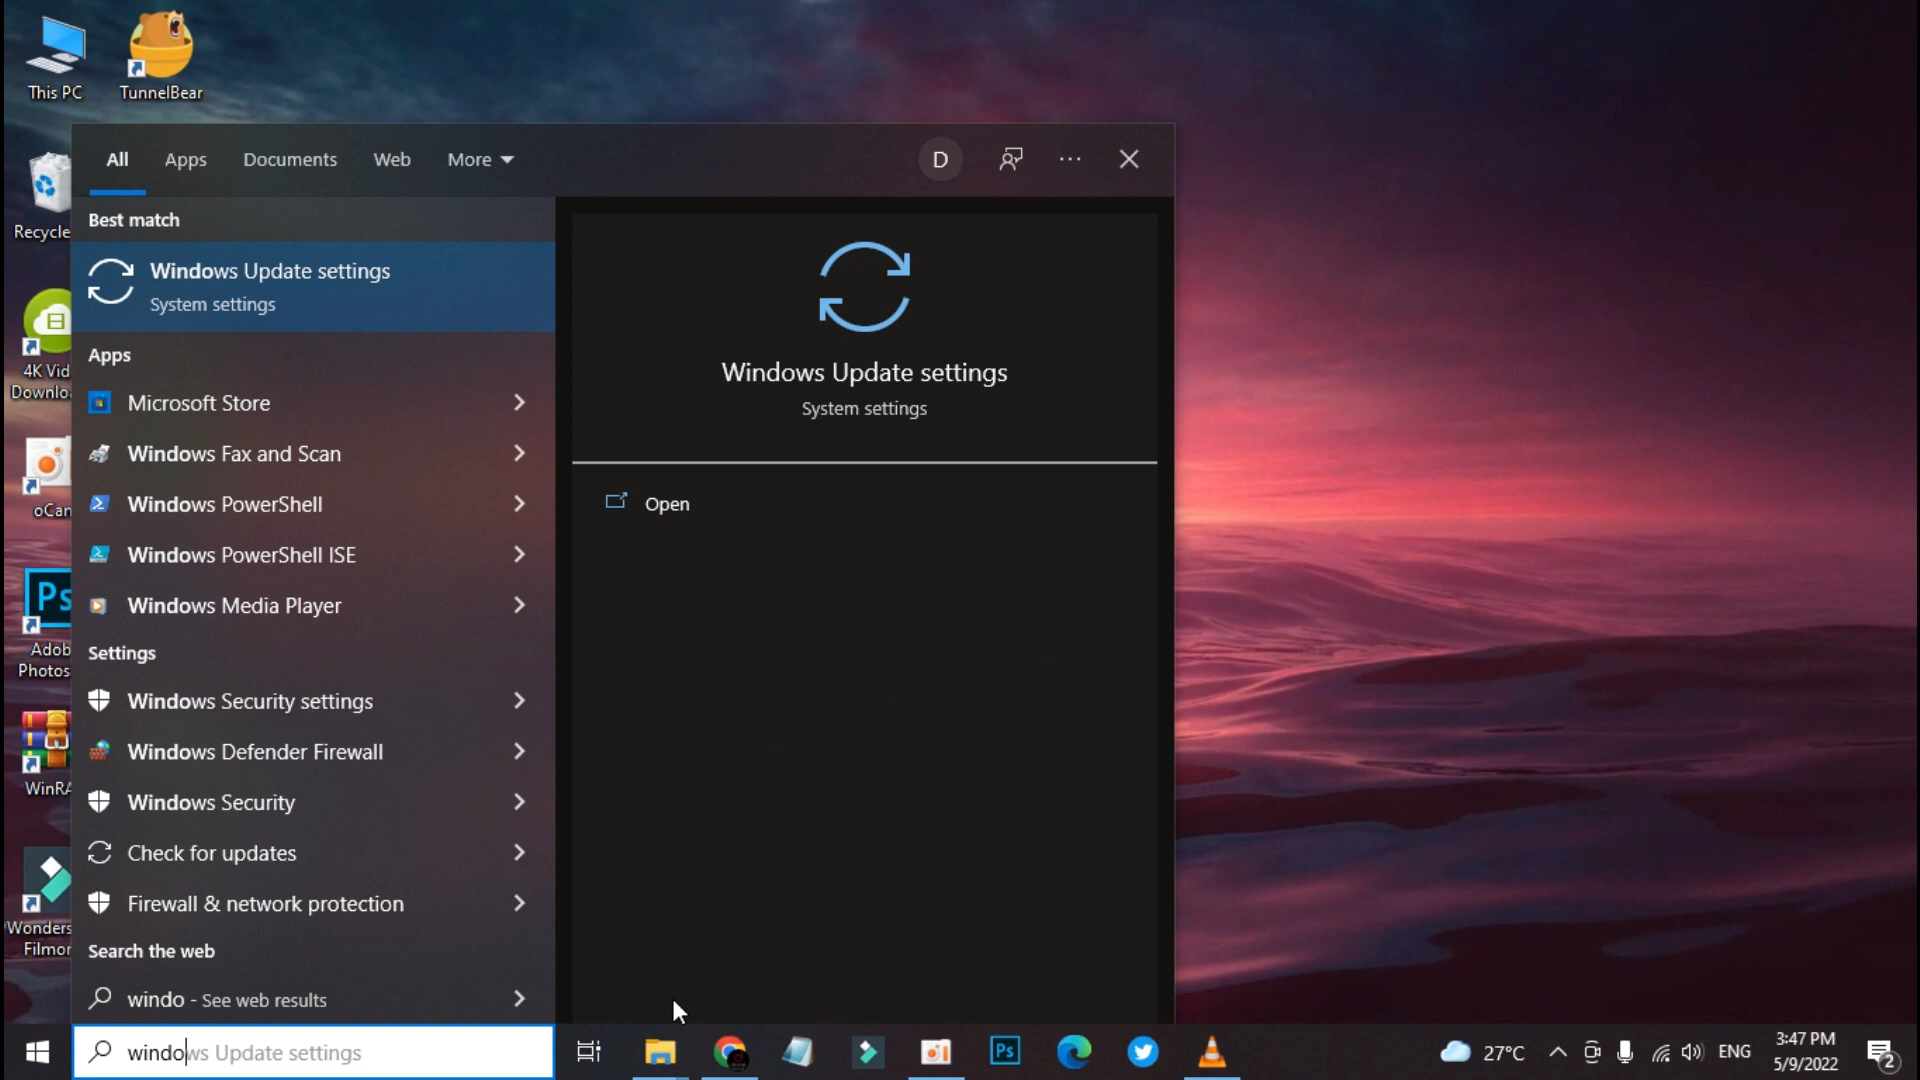 This PC
TunnelBear
Recycle
4K Vid
Downlo
oCan
Ps
Adob
Photos
WinRA
Wonders
Filmor
All Apps Documents Web More
D
Best match
Windows Update settings
System settings
Apps
Microsoft Store
Windows Fax and Scan
Windows PowerShell
Windows PowerShell ISE
Windows Media Player
Settings
Windows Security settings
Windows Defender Firewall
Windows Security
Check for updates
Firewall & network protection
Search the web
windo - See web results
Windows Update settings
System settings
Open
windows Update settings
Ps
27°C
ENG
3:47 PM
5/9/2022
2